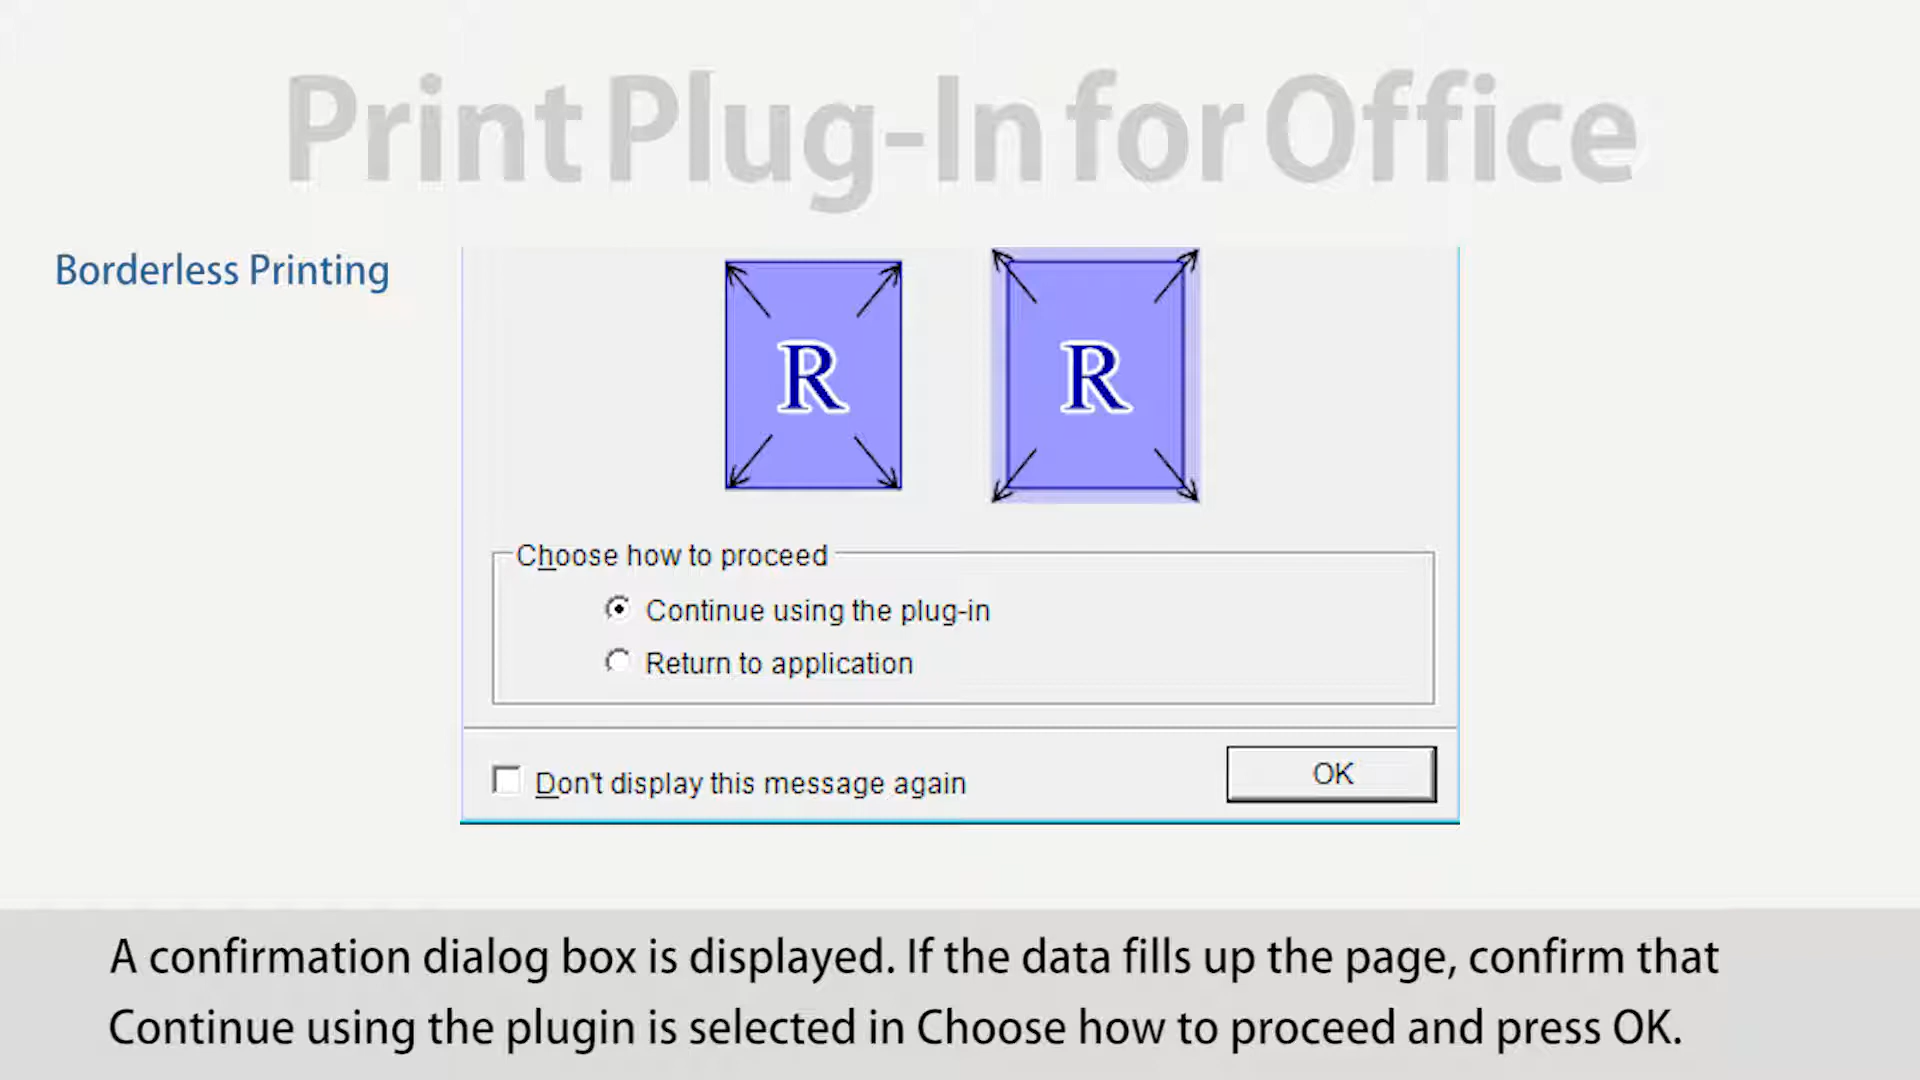 Print Plug-In for Office
Borderless Printing
R R
Choose how to proceed
Continue using the plug-in
Return to application
Don't display this message again
OK
A confirmation dialog box is displayed. If the data fills up the page, confirm that
Continue using the plugin is selected in Choose how to proceed and press OK.